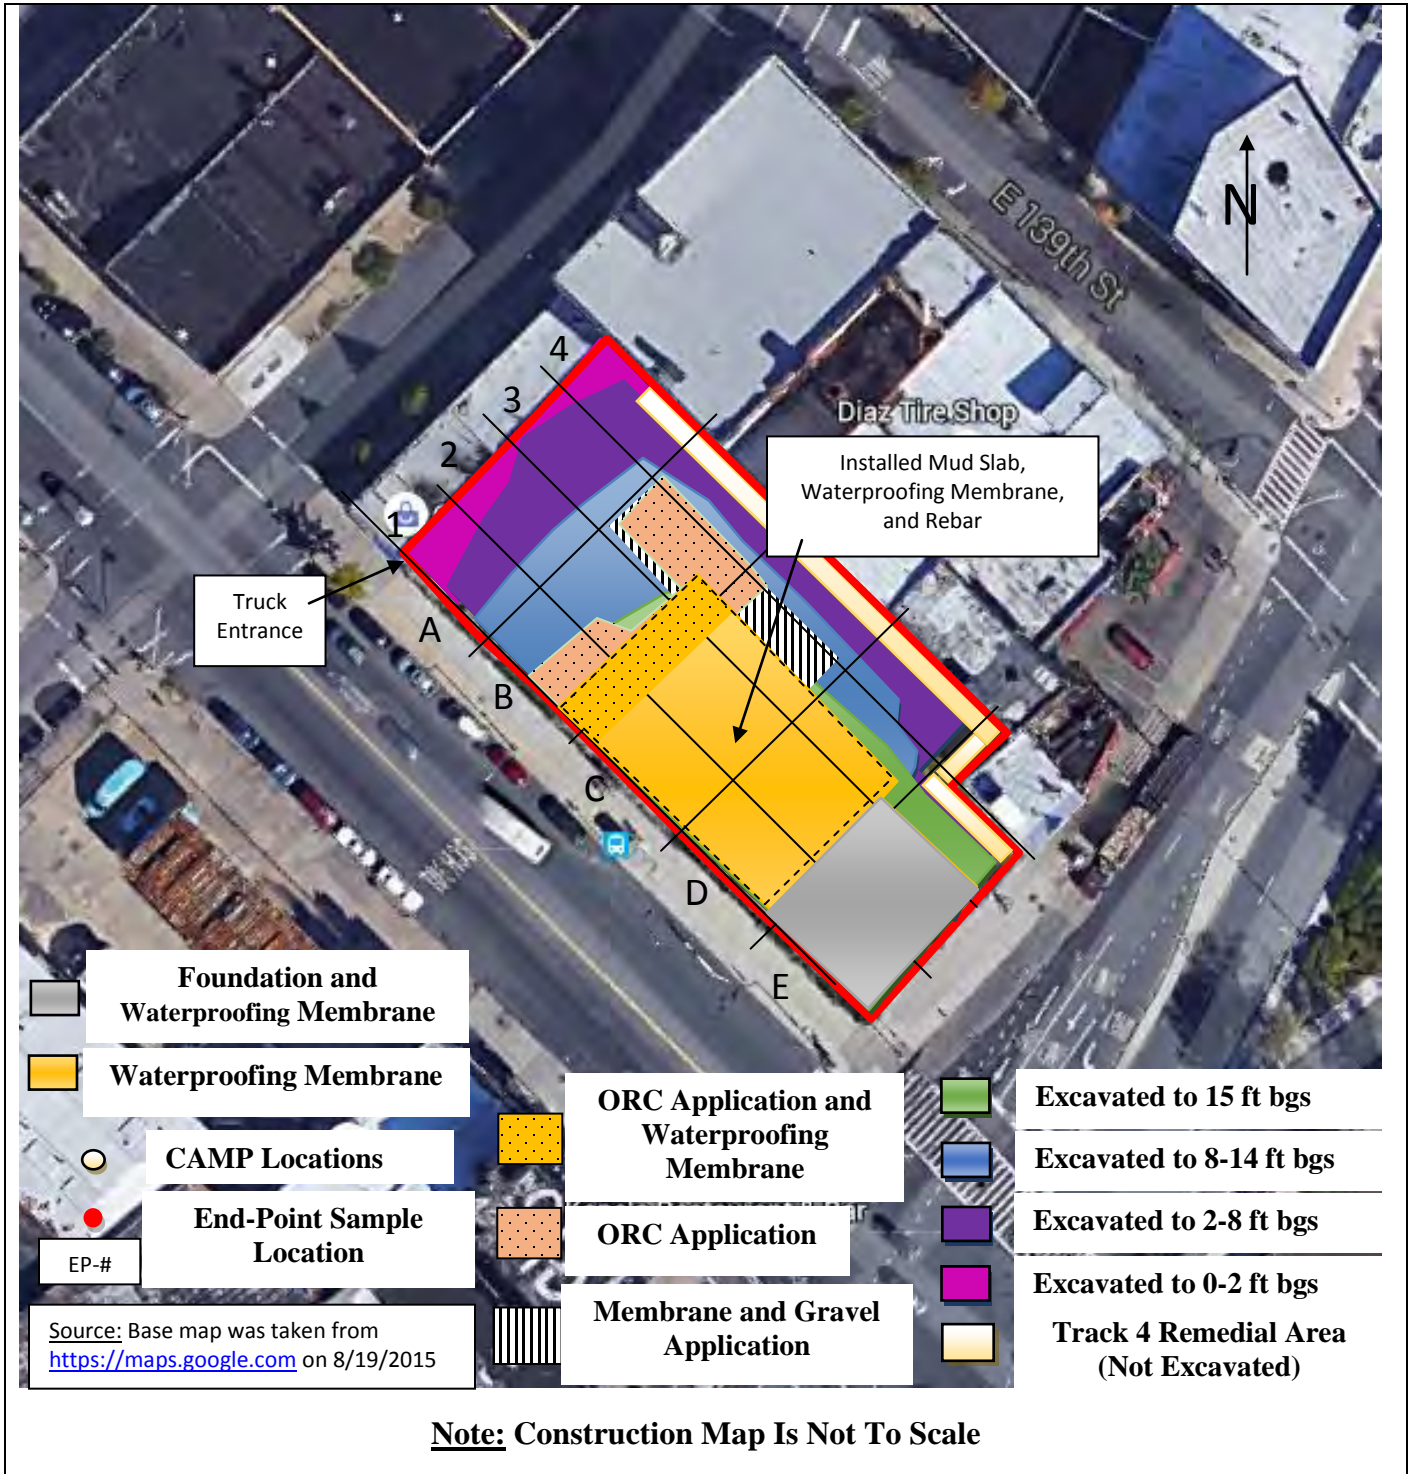 E 139th St
N
4
3
2
1
Diaz Tire Shop
Installed Mud Slab,
Waterproofing Membrane,
and Rebar
Truck
Entrance
A
B
C
D
E
Foundation and
Waterproofing Membrane
Waterproofing Membrane
CAMP Locations
End-Point Sample
Location
EP-#
Source: Base map was taken from
https://maps.google.com on 8/19/2015
ORC Application and
Waterproofing
Membrane
ORC Application
Membrane and Gravel
Application
Excavated to 15 ft bgs
Excavated to 8-14 ft bgs
Excavated to 2-8 ft bgs
Excavated to 0-2 ft bgs
Track 4 Remedial Area
(Not Excavated)
Note: Construction Map Is Not To Scale